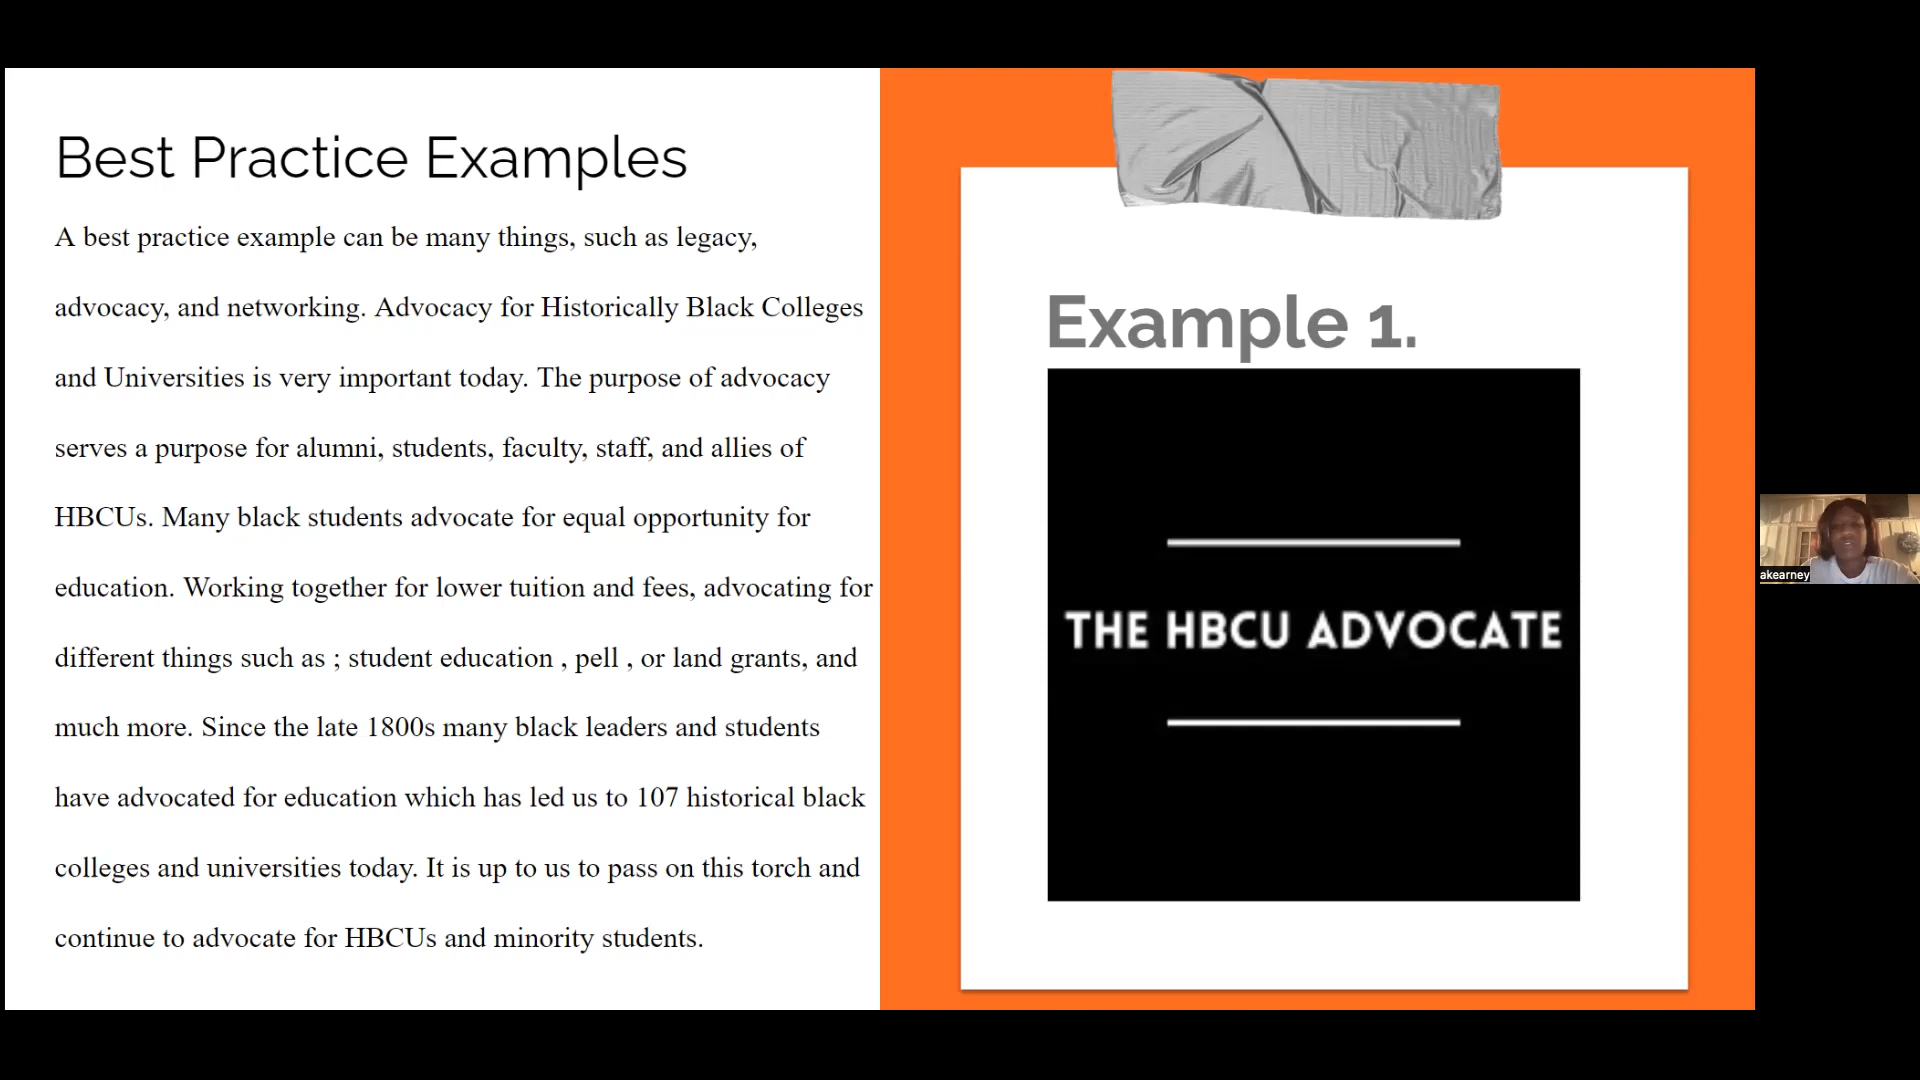 Best Practice Examples
A best practice example can be many things, such as legacy,
advocacy, and networking. Advocacy for Historically Black Colleges
and Universities is very important today. The purpose of advocacy
serves a purpose for alumni, students, faculty, staff, and allies of
HBCUs. Many black students advocate for equal opportunity for
education. Working together for lower tuition and fees, advocating for
different things such as ; student education , pell , or land grants, and
much more. Since the late 1800s many black leaders and students
have advocated for education which has led us to 107 historical black
colleges and universities today. It is up to us to pass on this torch and
continue to advocate for HBCUs and minority students.
Example 1.
THE HBCU ADVOCATE
akearney